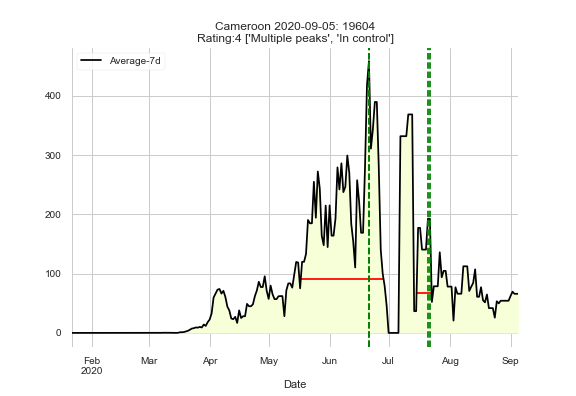 Cameroon 2020-09-05: 19604
Rating:4 ['Multiple peaks', 'In control']
Average-7d
400
300
200
100
0
Feb Mar Apr May Jun Jul Aug Sep
2020
Date